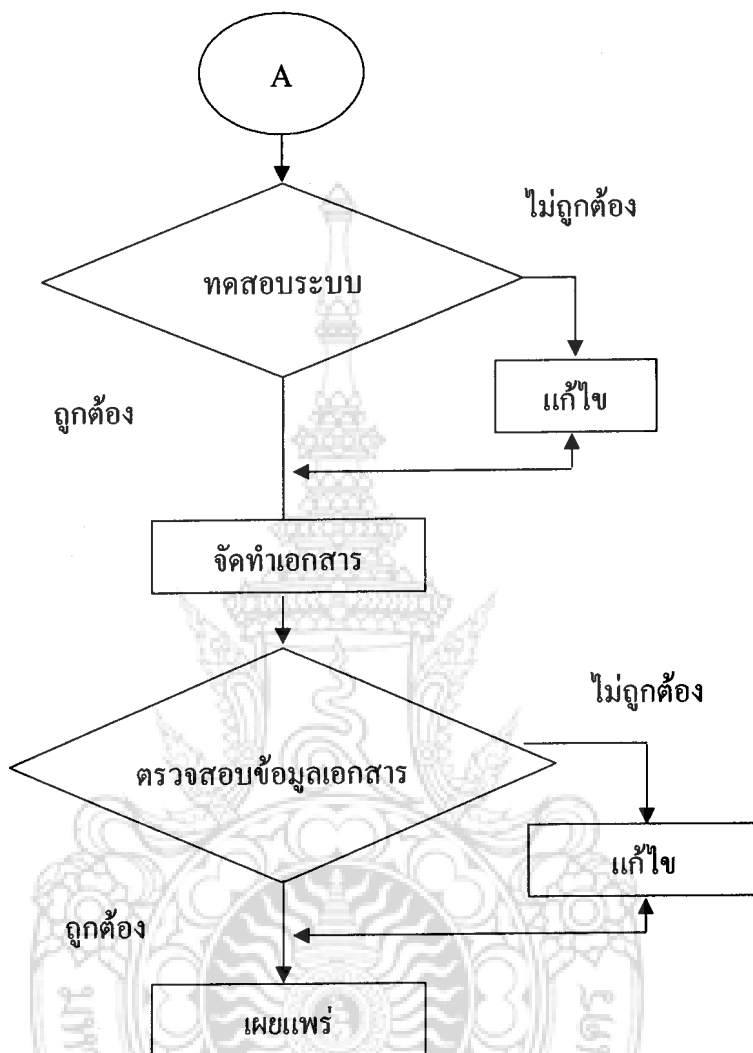 A
ไม่ถูกต้อง
ทดสอบระบบ
แก้ไข
ถูกต้อง
จัดทำเอกสาร
ไม่ถูกต้อง
ตรวจสอบข้อมูลเอกสาร
แก้ไข
ถูกต้อง
เผยแพร่